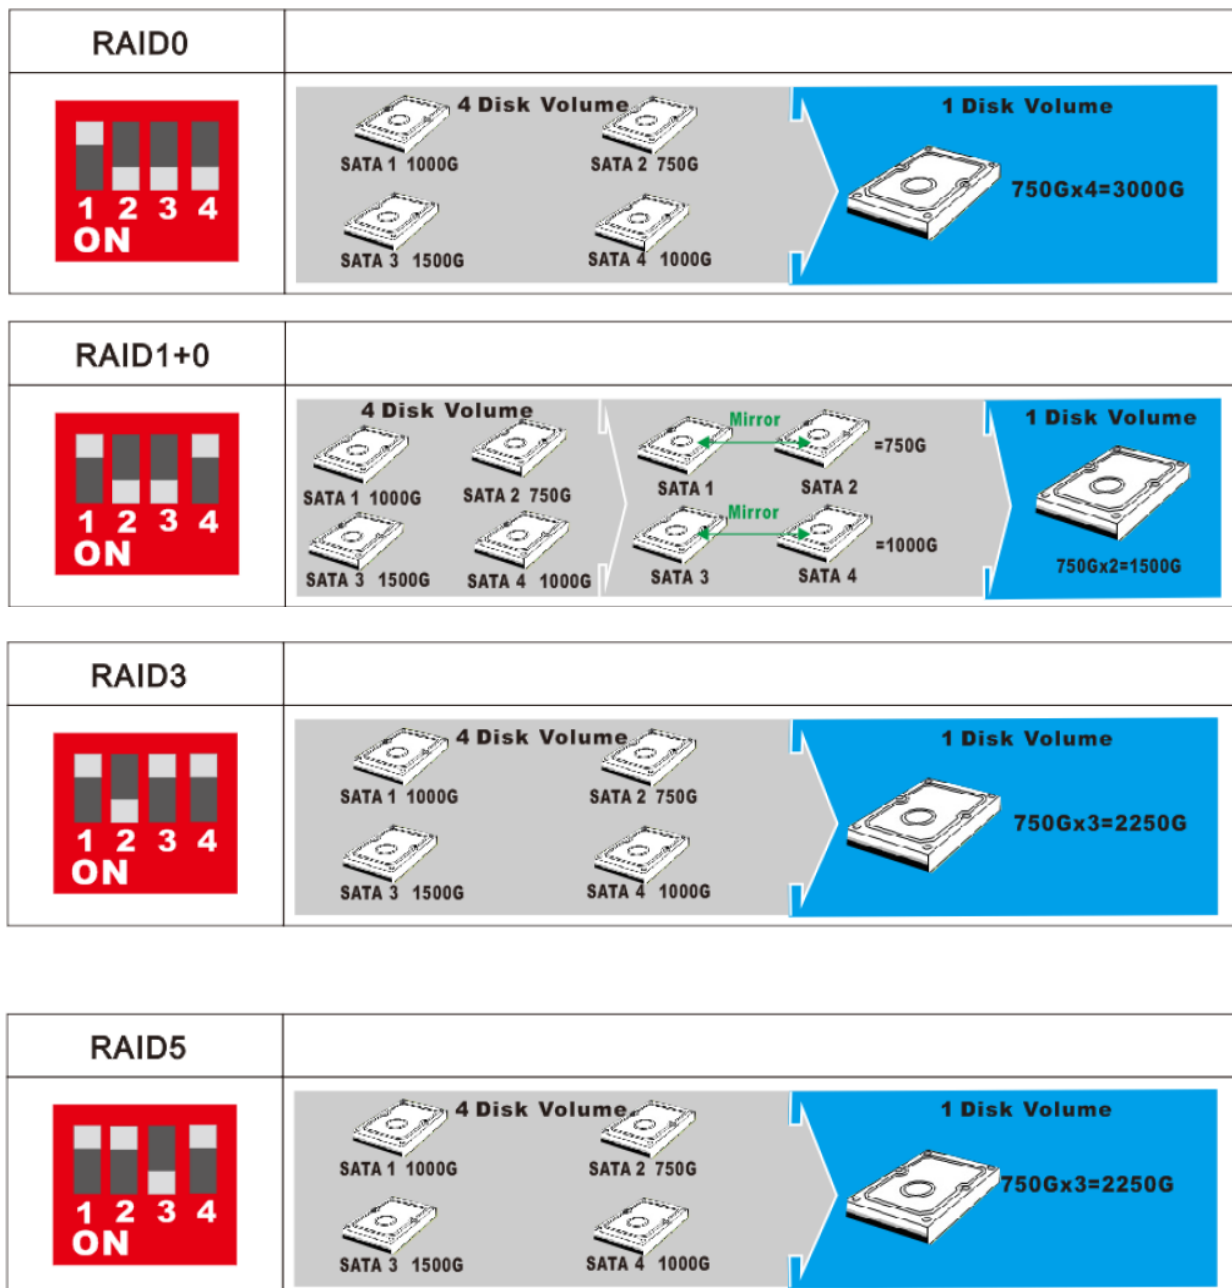 RAID0
1 2 3 4
ON
4 Disk Volume
SATA 1 1000G
SATA 2 750G
SATA 3 1500G
SATA 4 1000G
1 Disk Volume
750Gx4=3000G
RAID1+0
1 2 3 4
ON
4 Disk Volume
SATA 1 1000G
SATA 2 750G
SATA 3 1500G
SATA 4 1000G
Mirror
=750G
SATA 1
SATA 2
Mirror
=1000G
SATA 3
SATA 4
1 Disk Volume
750Gx2=1500G
RAID3
1 2 3 4
ON
4 Disk Volume
SATA 1 1000G
SATA 2 750G
SATA 3 1500G
SATA 4 1000G
1 Disk Volume
750Gx3=2250G
RAID5
1 2 3 4
ON
4 Disk Volume
SATA 1 1000G
SATA 2 750G
SATA 3 1500G
SATA 4 1000G
1 Disk Volume
750Gx3=2250G